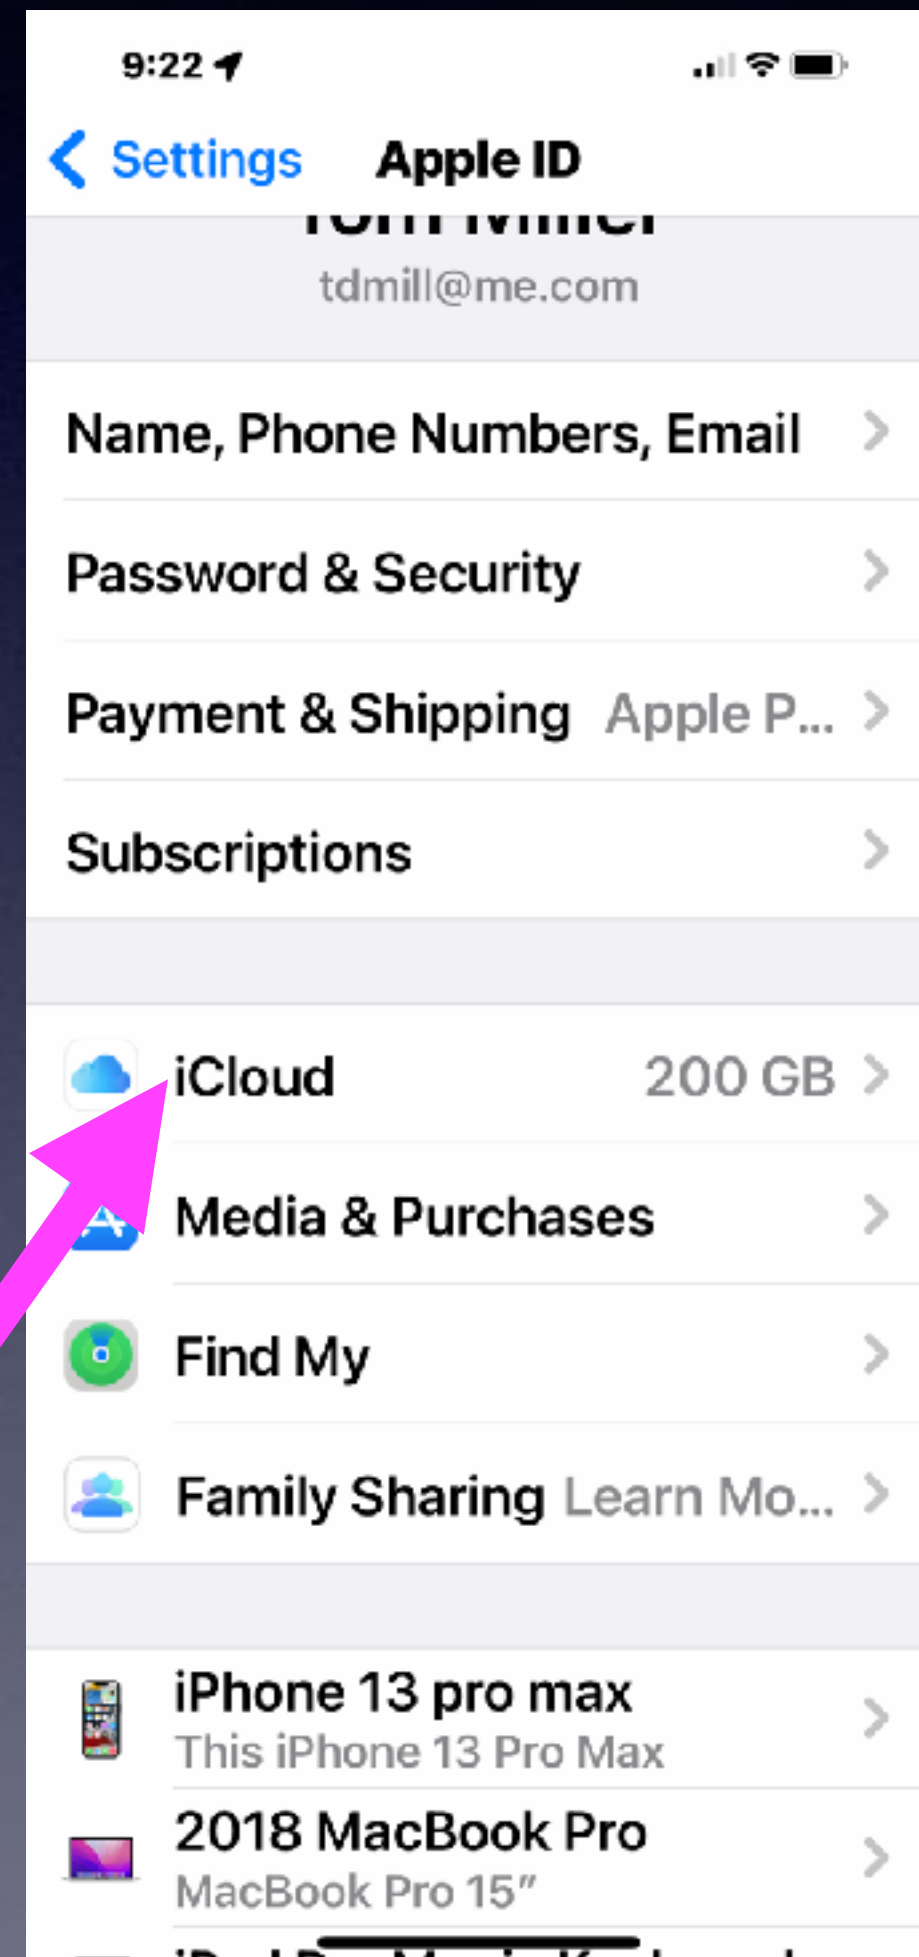 9:22
Settings
Apple ID
Tom Miller
tdmill@me.com
Name, Phone Numbers, Email
Password & Security
Payment & Shipping Apple P...
Subscriptions
iCloud 200 GB
Media & Purchases
Find My
Family Sharing Learn Mo...
iPhone 13 pro max
This iPhone 13 Pro Max
2018 MacBook Pro
MacBook Pro 15″